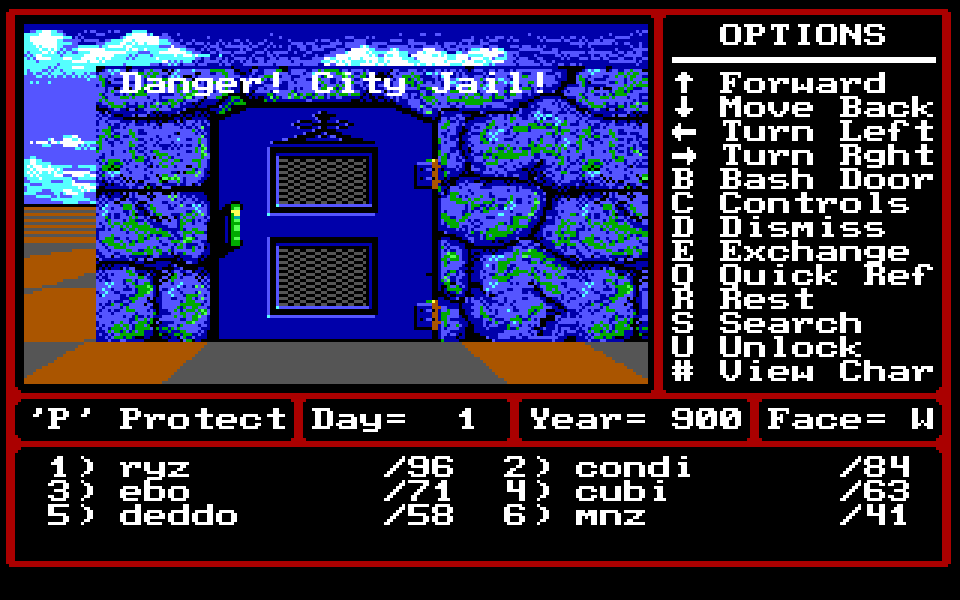 Danger! City Jail!
OPTIONS
↑ Forward
↓ Move Back
← Turn Left
→ Turn Rght
B Bash Door
C Controls
D Dismiss
E Exchange
Q Quick Ref
R Rest
S Search
U Unlock
# View Char
'P' Protect Day= 1 Year= 900 Face= W
1) ryz /96 2) condi /84
3) ebo /71 4) cubi /63
5) deddo /58 6) mnz /41